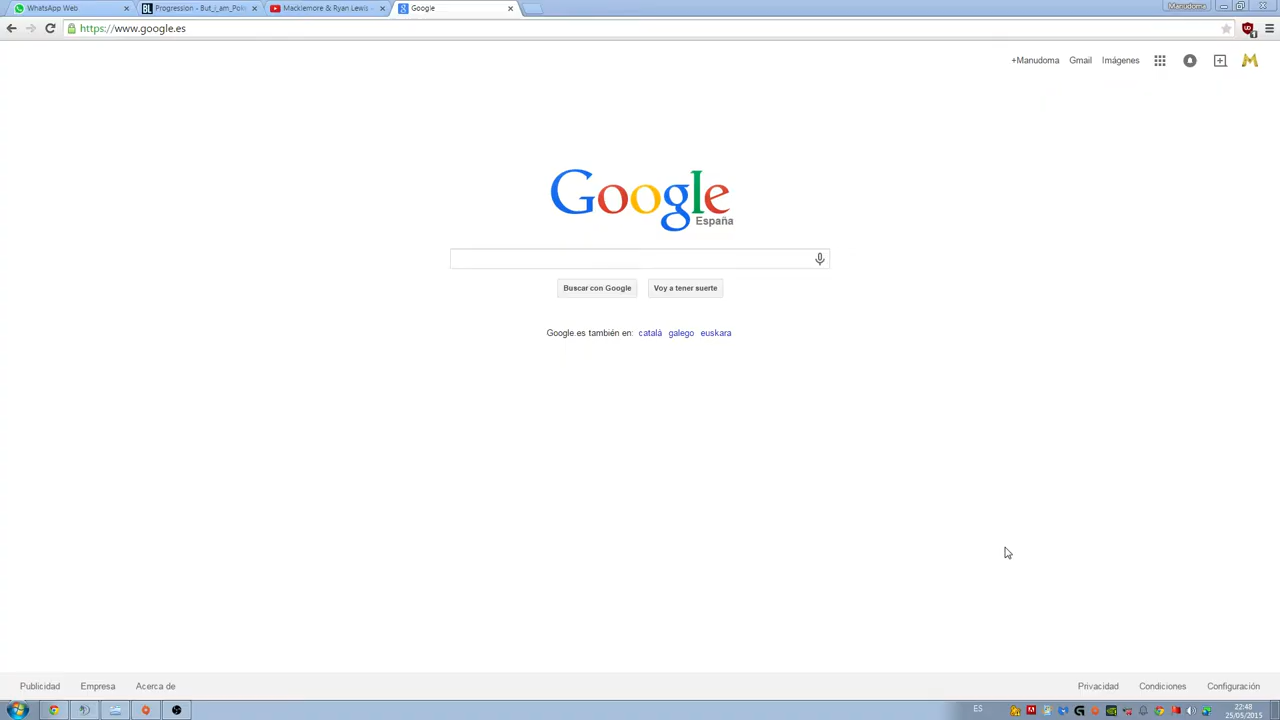 WhatsApp Web
Progression - But_i_am_Pok
Macklemore & Ryan Lewis -
Google
Manudoma
https://www.google.es
+Manudoma Gmail Imágenes
Google
España
Buscar con Google Voy a tener suerte
Google.es también en: català galego euskara
Publicidad Empresa Acerca de
Privacidad Condiciones Configuración
ES
22:48
25/05/2015